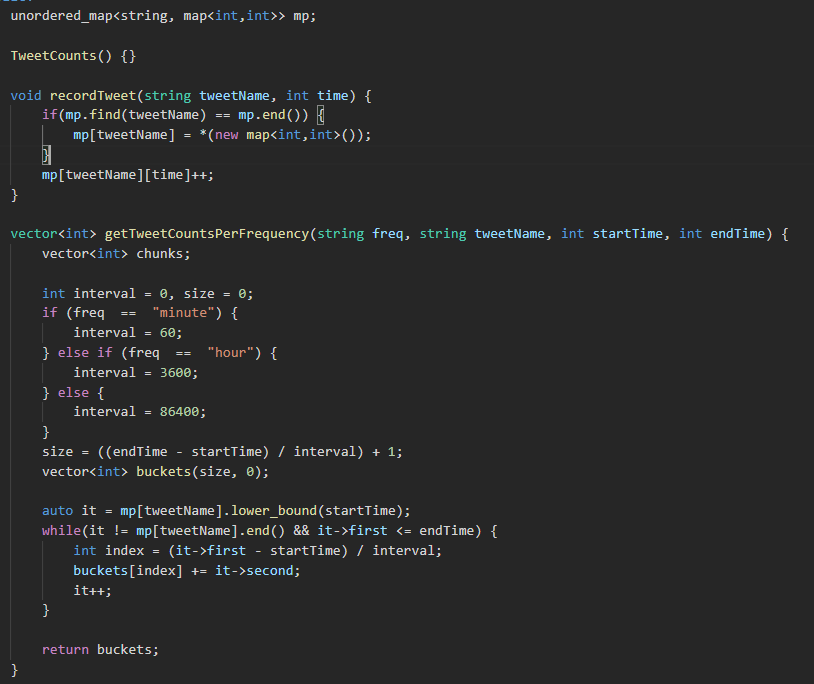 unordered_map<string, map<int,int>> mp;
TweetCounts() {}
void recordTweet(string tweetName, int time) {
if(mp.find(tweetName) == mp.end()) {
mp[tweetName] = *(new map<int,int>());
}
mp[tweetName][time]++;
}
vector<int> getTweetCountsPerFrequency(string freq, string tweetName, int startTime, int endTime) {
vector<int> chunks;
int interval = 0, size = 0;
if (freq == "minute") {
interval = 60;
} else if (freq == "hour") {
interval = 3600;
} else {
interval = 86400;
}
size = ((endTime - startTime) / interval) + 1;
vector<int> buckets(size, 0);
auto it = mp[tweetName].lower_bound(startTime);
while(it != mp[tweetName].end() && it->first <= endTime) {
int index = (it->first - startTime) / interval;
buckets[index] += it->second;
it++;
}
return buckets;
}